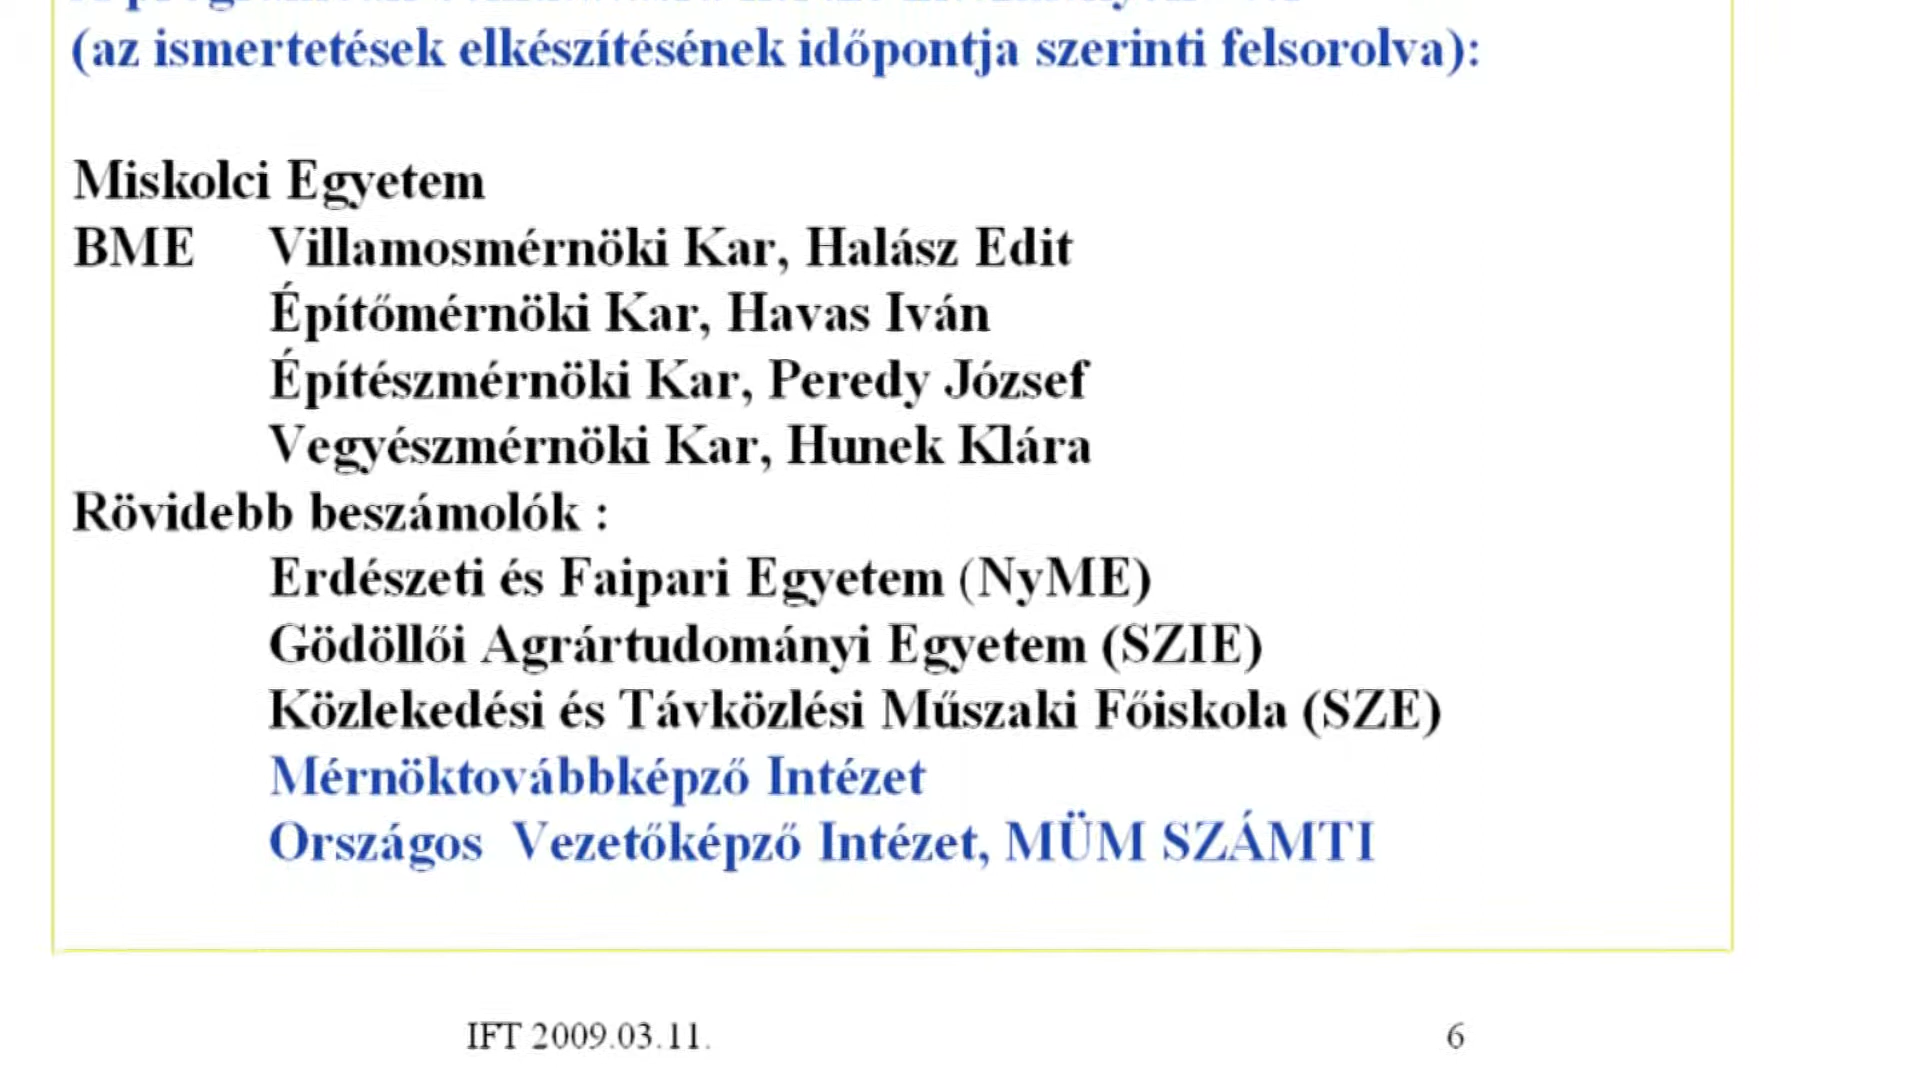 (az ismertetések elkészítésének időpontja szerinti felsorolva):
Miskolci Egyetem
BME Villamosmérnöki Kar, Halász Edit
Építőmérnöki Kar, Havas Iván
Építészmérnöki Kar, Peredy József
Vegyészmérnöki Kar, Hunek Klára
Rövidebb beszámolók :
Erdészeti és Faipari Egyetem (NyME)
Gödöllői Agrártudományi Egyetem (SZIE)
Közlekedési és Távközlési Műszaki Főiskola (SZE)
Mérnöktovábbképző Intézet
Országos Vezetőképző Intézet, MÜM SZÁMTI
IFT 2009.03.11. 6